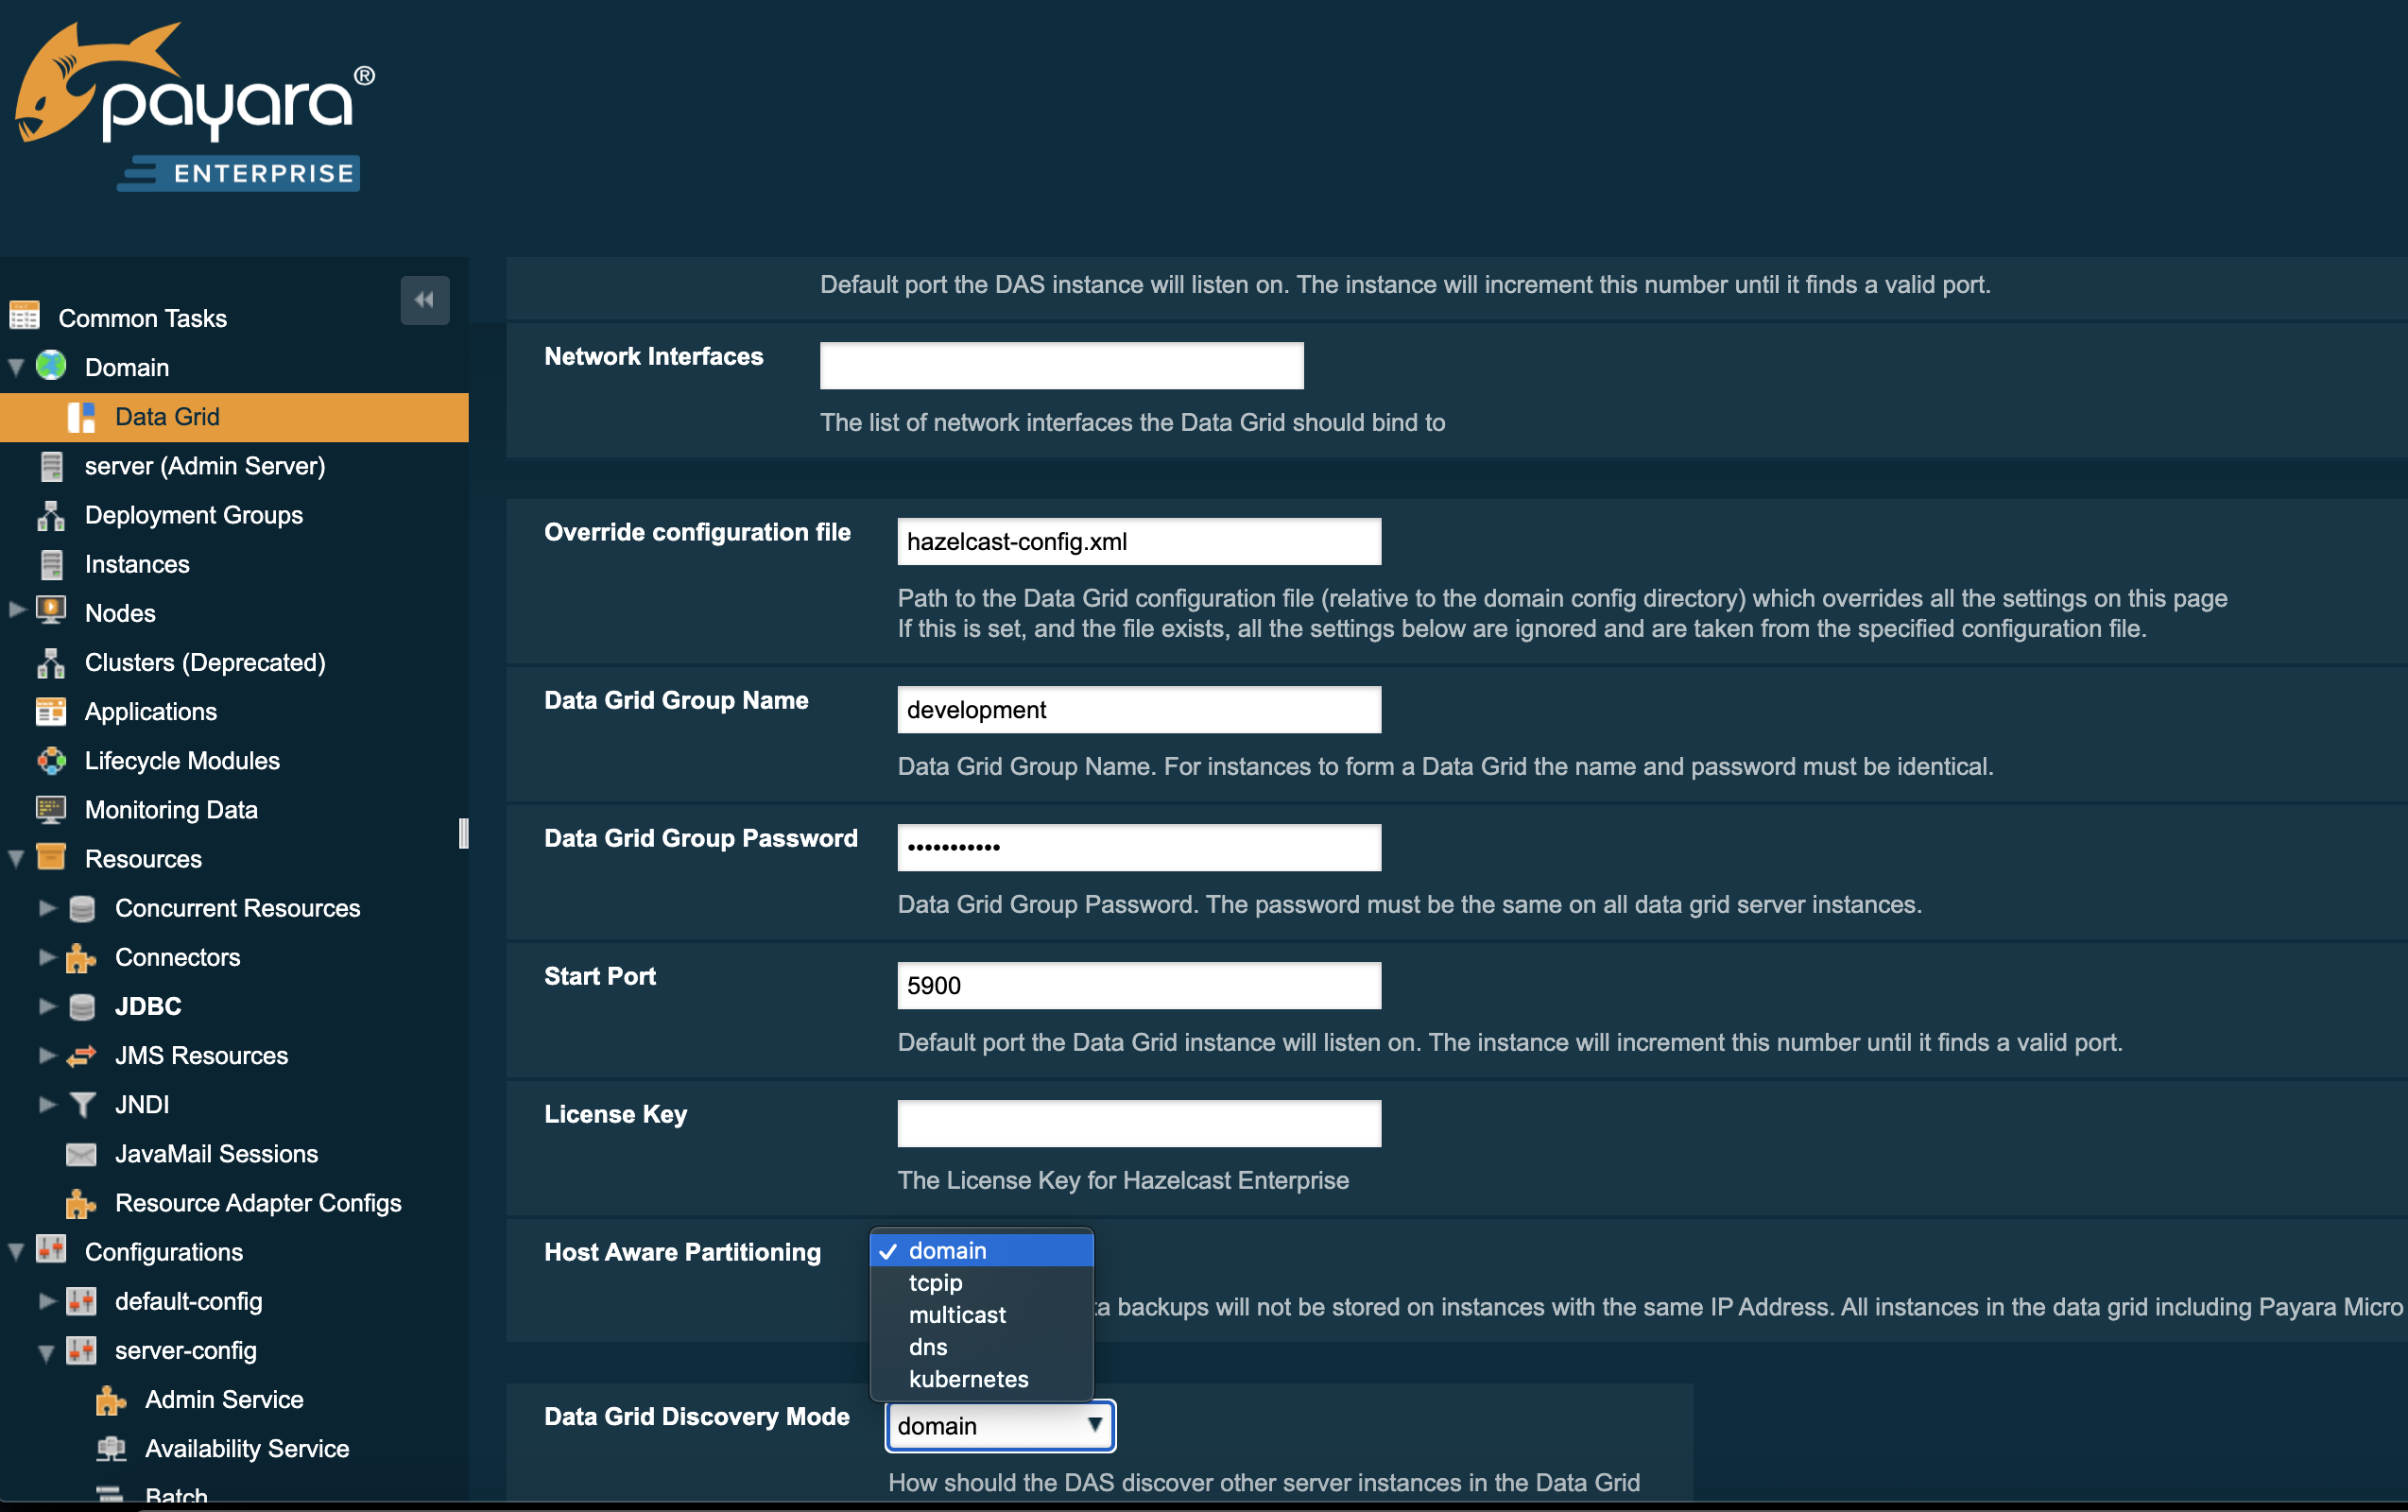 payara®
ENTERPRISE
Common Tasks
Domain
Data Grid
server (Admin Server)
Deployment Groups
Instances
Nodes
Clusters (Deprecated)
Applications
Lifecycle Modules
Monitoring Data
Resources
Concurrent Resources
Connectors
JDBC
JMS Resources
JNDI
JavaMail Sessions
Resource Adapter Configs
Configurations
default-config
server-config
Admin Service
Availability Service
Batch
Default port the DAS instance will listen on. The instance will increment this number until it finds a valid port.
Network Interfaces
The list of network interfaces the Data Grid should bind to
Override configuration file
hazelcast-config.xml
Path to the Data Grid configuration file (relative to the domain config directory) which overrides all the settings on this page
If this is set, and the file exists, all the settings below are ignored and are taken from the specified configuration file.
Data Grid Group Name
development
Data Grid Group Name. For instances to form a Data Grid the name and password must be identical.
Data Grid Group Password
•••••••••••
Data Grid Group Password. The password must be the same on all data grid server instances.
Start Port
5900
Default port the Data Grid instance will listen on. The instance will increment this number until it finds a valid port.
License Key
The License Key for Hazelcast Enterprise
Host Aware Partitioning
✓ domain
tcpip
multicast
dns
kubernetes
backups will not be stored on instances with the same IP Address. All instances in the data grid including Payara Micro
Data Grid Discovery Mode
domain
How should the DAS discover other server instances in the Data Grid